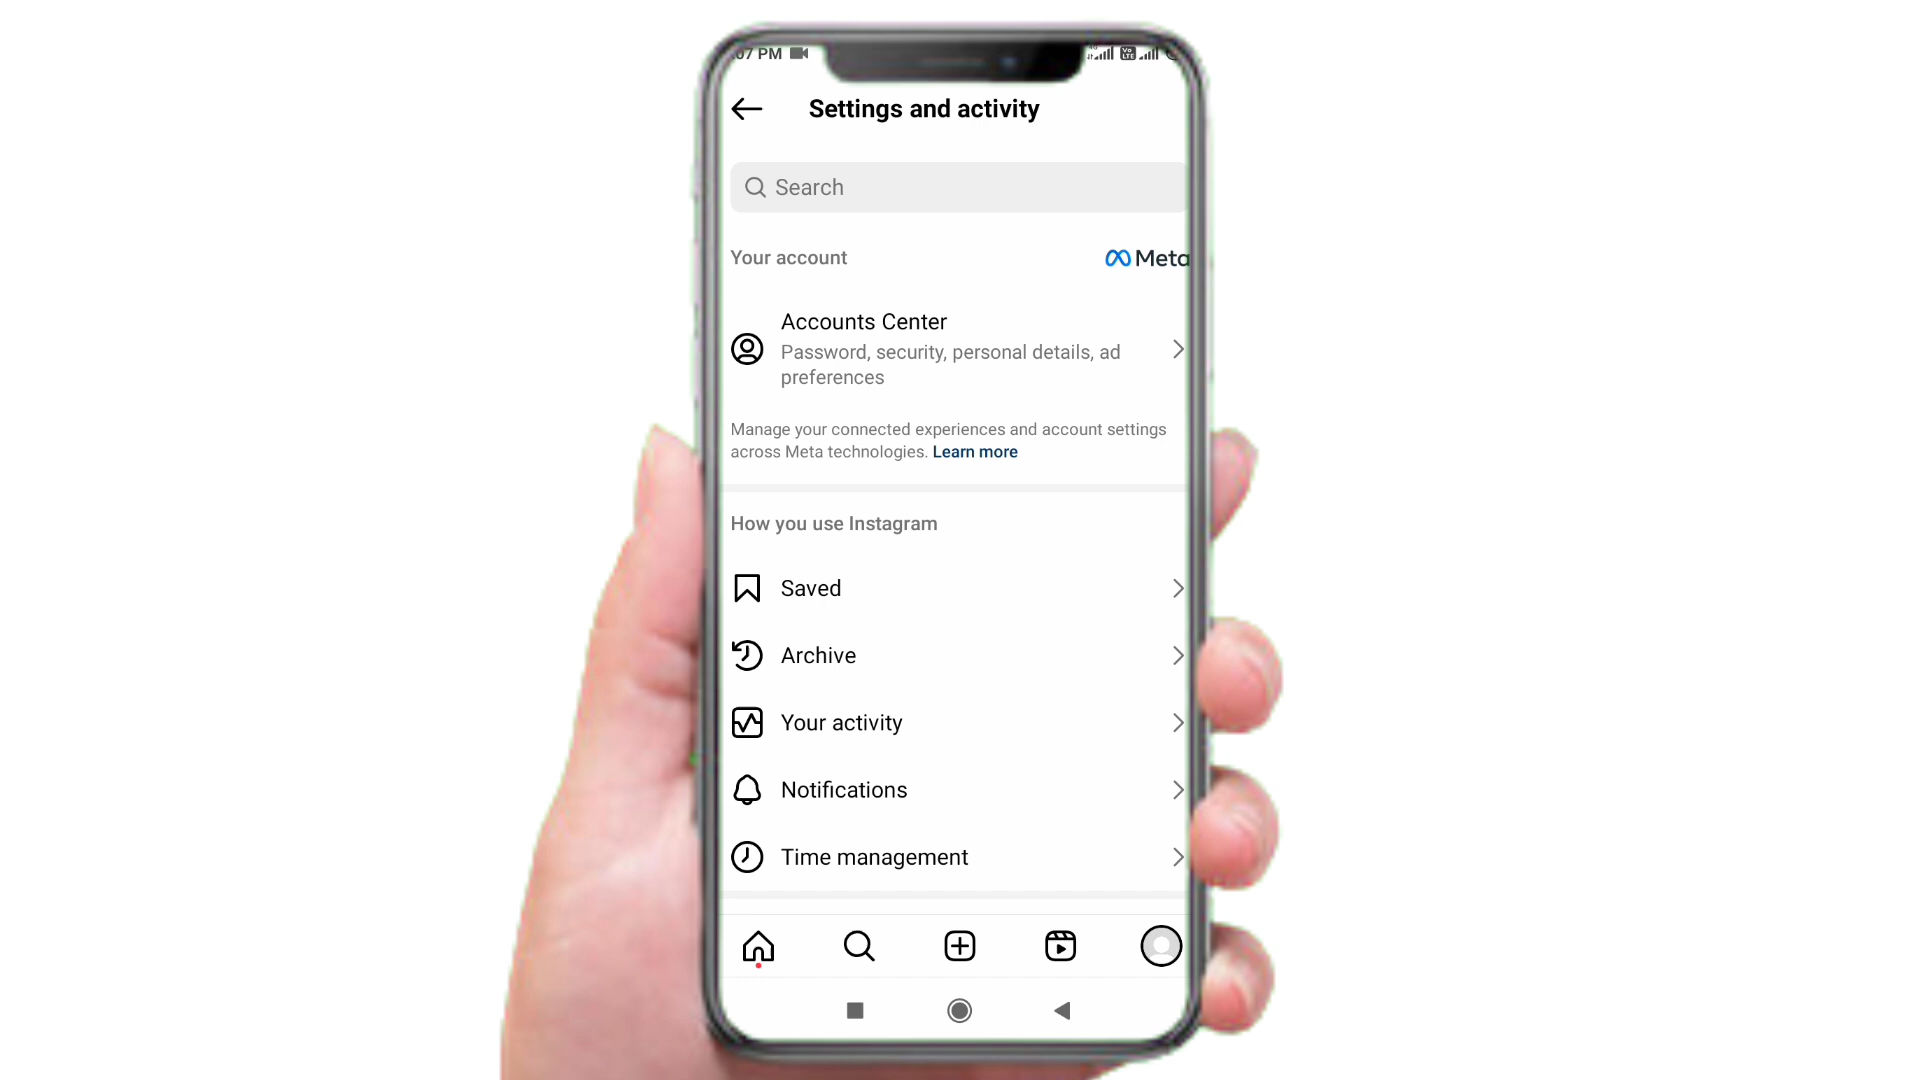 :07 PM
Settings and activity
Search
Your account
Meta
Accounts Center
Password, security, personal details, ad
preferences
Manage your connected experiences and account settings
across Meta technologies. Learn more
How you use Instagram
Saved
Archive
Your activity
Notifications
Time management